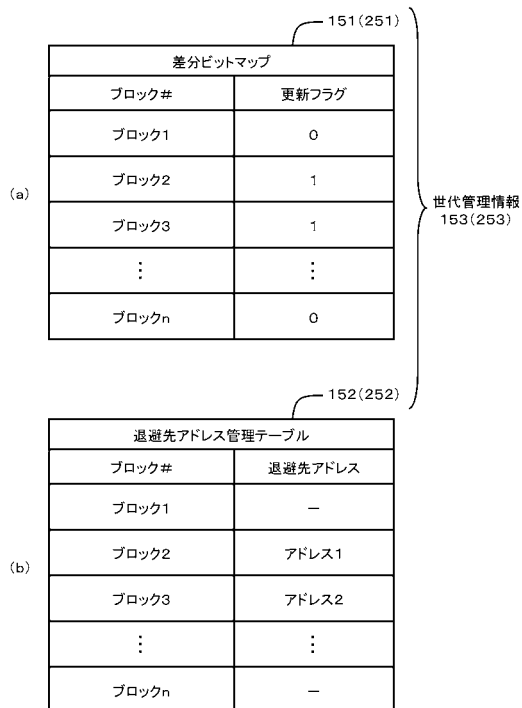 151(251)
差分ビットマップ
ブロック# 更新フラグ
ブロック1 0
ブロック2 1
(a)
ブロック3 1
⋮ ⋮
ブロックn 0
世代管理情報
153(253)
152(252)
退避先アドレス管理テーブル
ブロック# 退避先アドレス
ブロック1 −
ブロック2 アドレス1
(b)
ブロック3 アドレス2
⋮ ⋮
ブロックn −